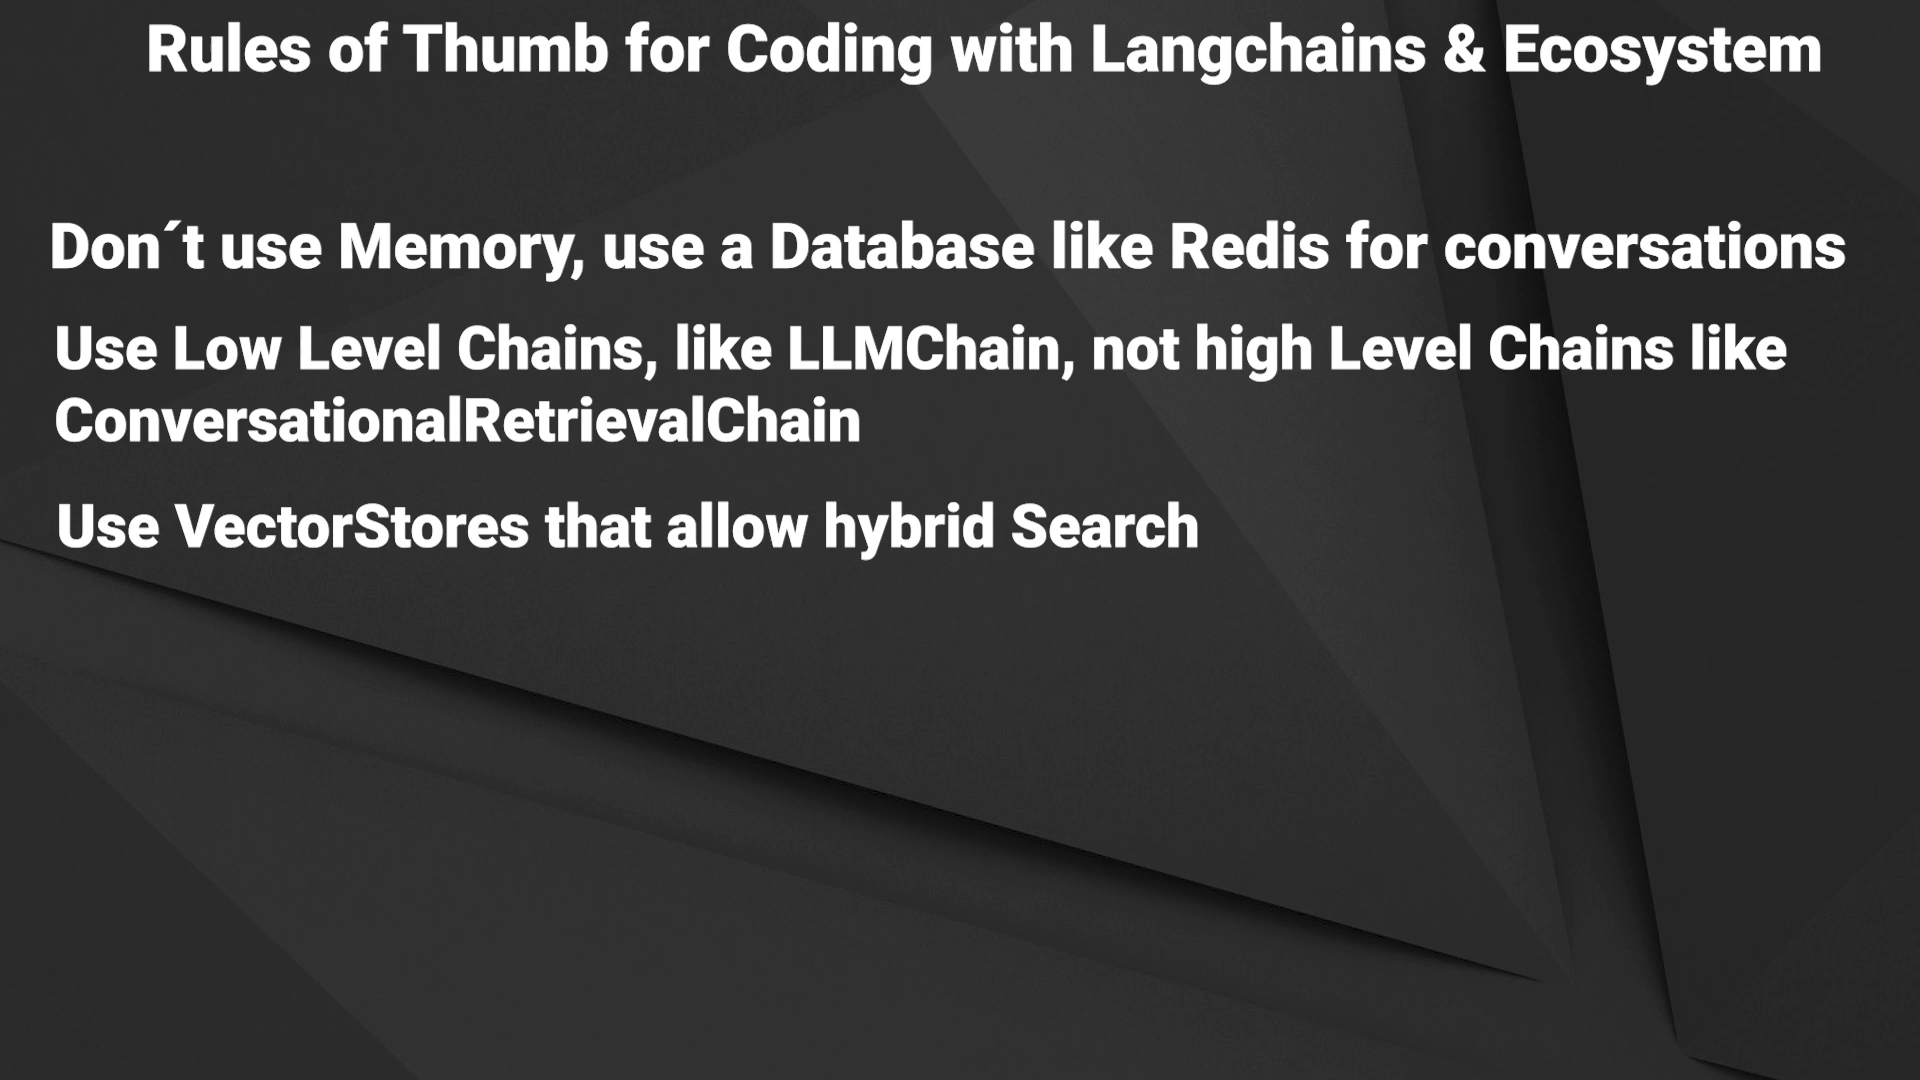 Rules of Thumb for Coding with Langchains & Ecosystem
Don´t use Memory, use a Database like Redis for conversations
Use Low Level Chains, like LLMChain, not high Level Chains like
ConversationalRetrievalChain
Use VectorStores that allow hybrid Search